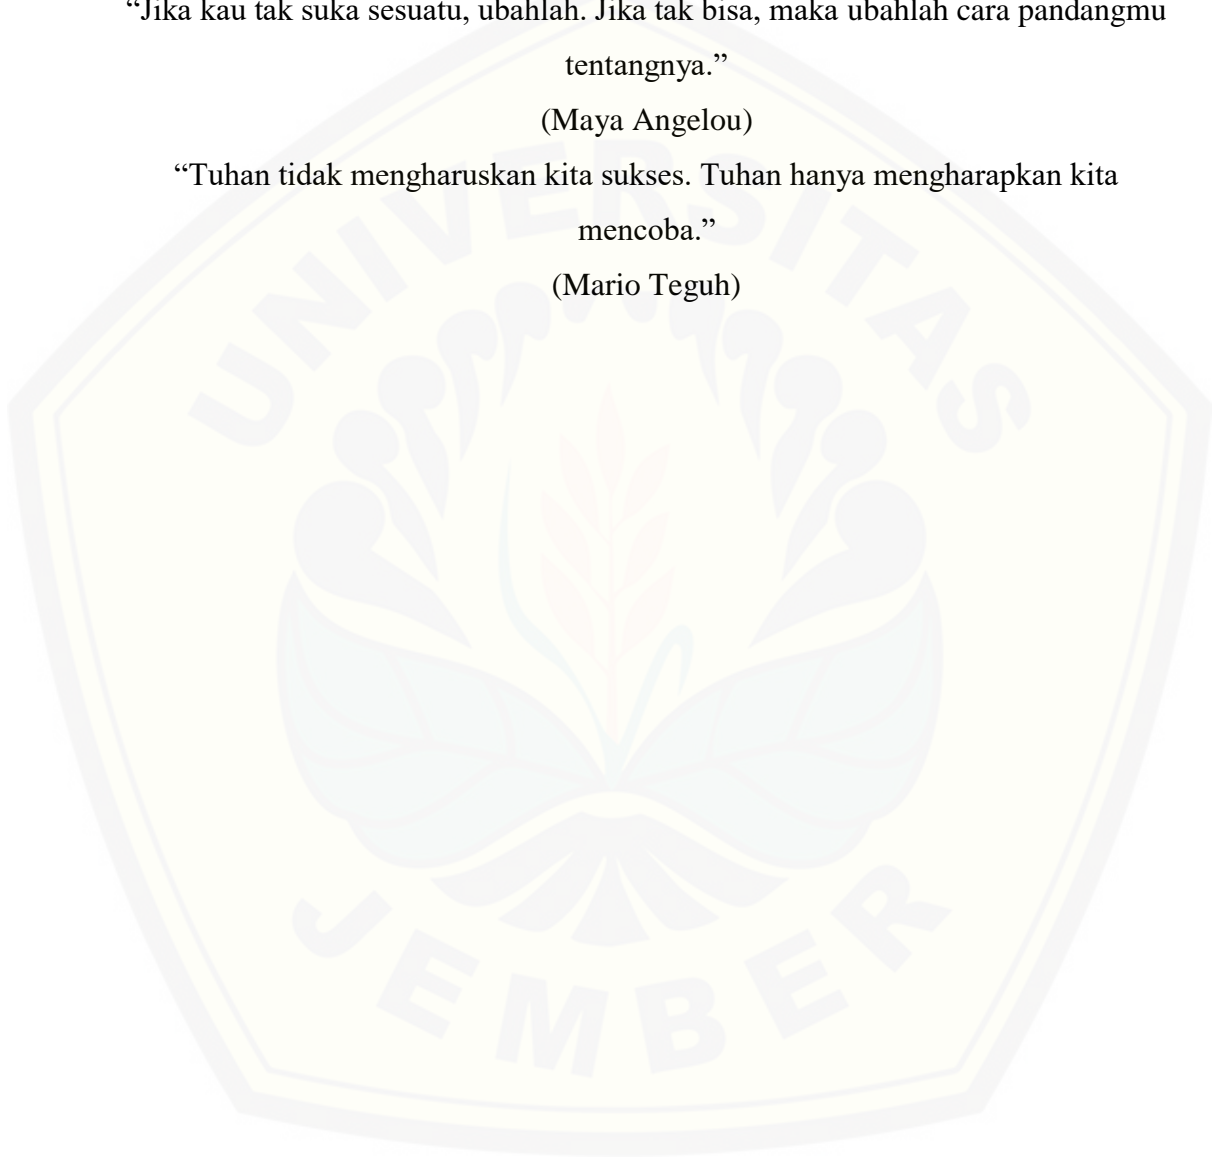 “Jika kau tak suka sesuatu, ubahlah. Jika tak bisa, maka ubahlah cara pandangmu
tentangnya.”
(Maya Angelou)
“Tuhan tidak mengharuskan kita sukses. Tuhan hanya mengharapkan kita
mencoba.”
(Mario Teguh)
UNIVERSITAS
JEMBER